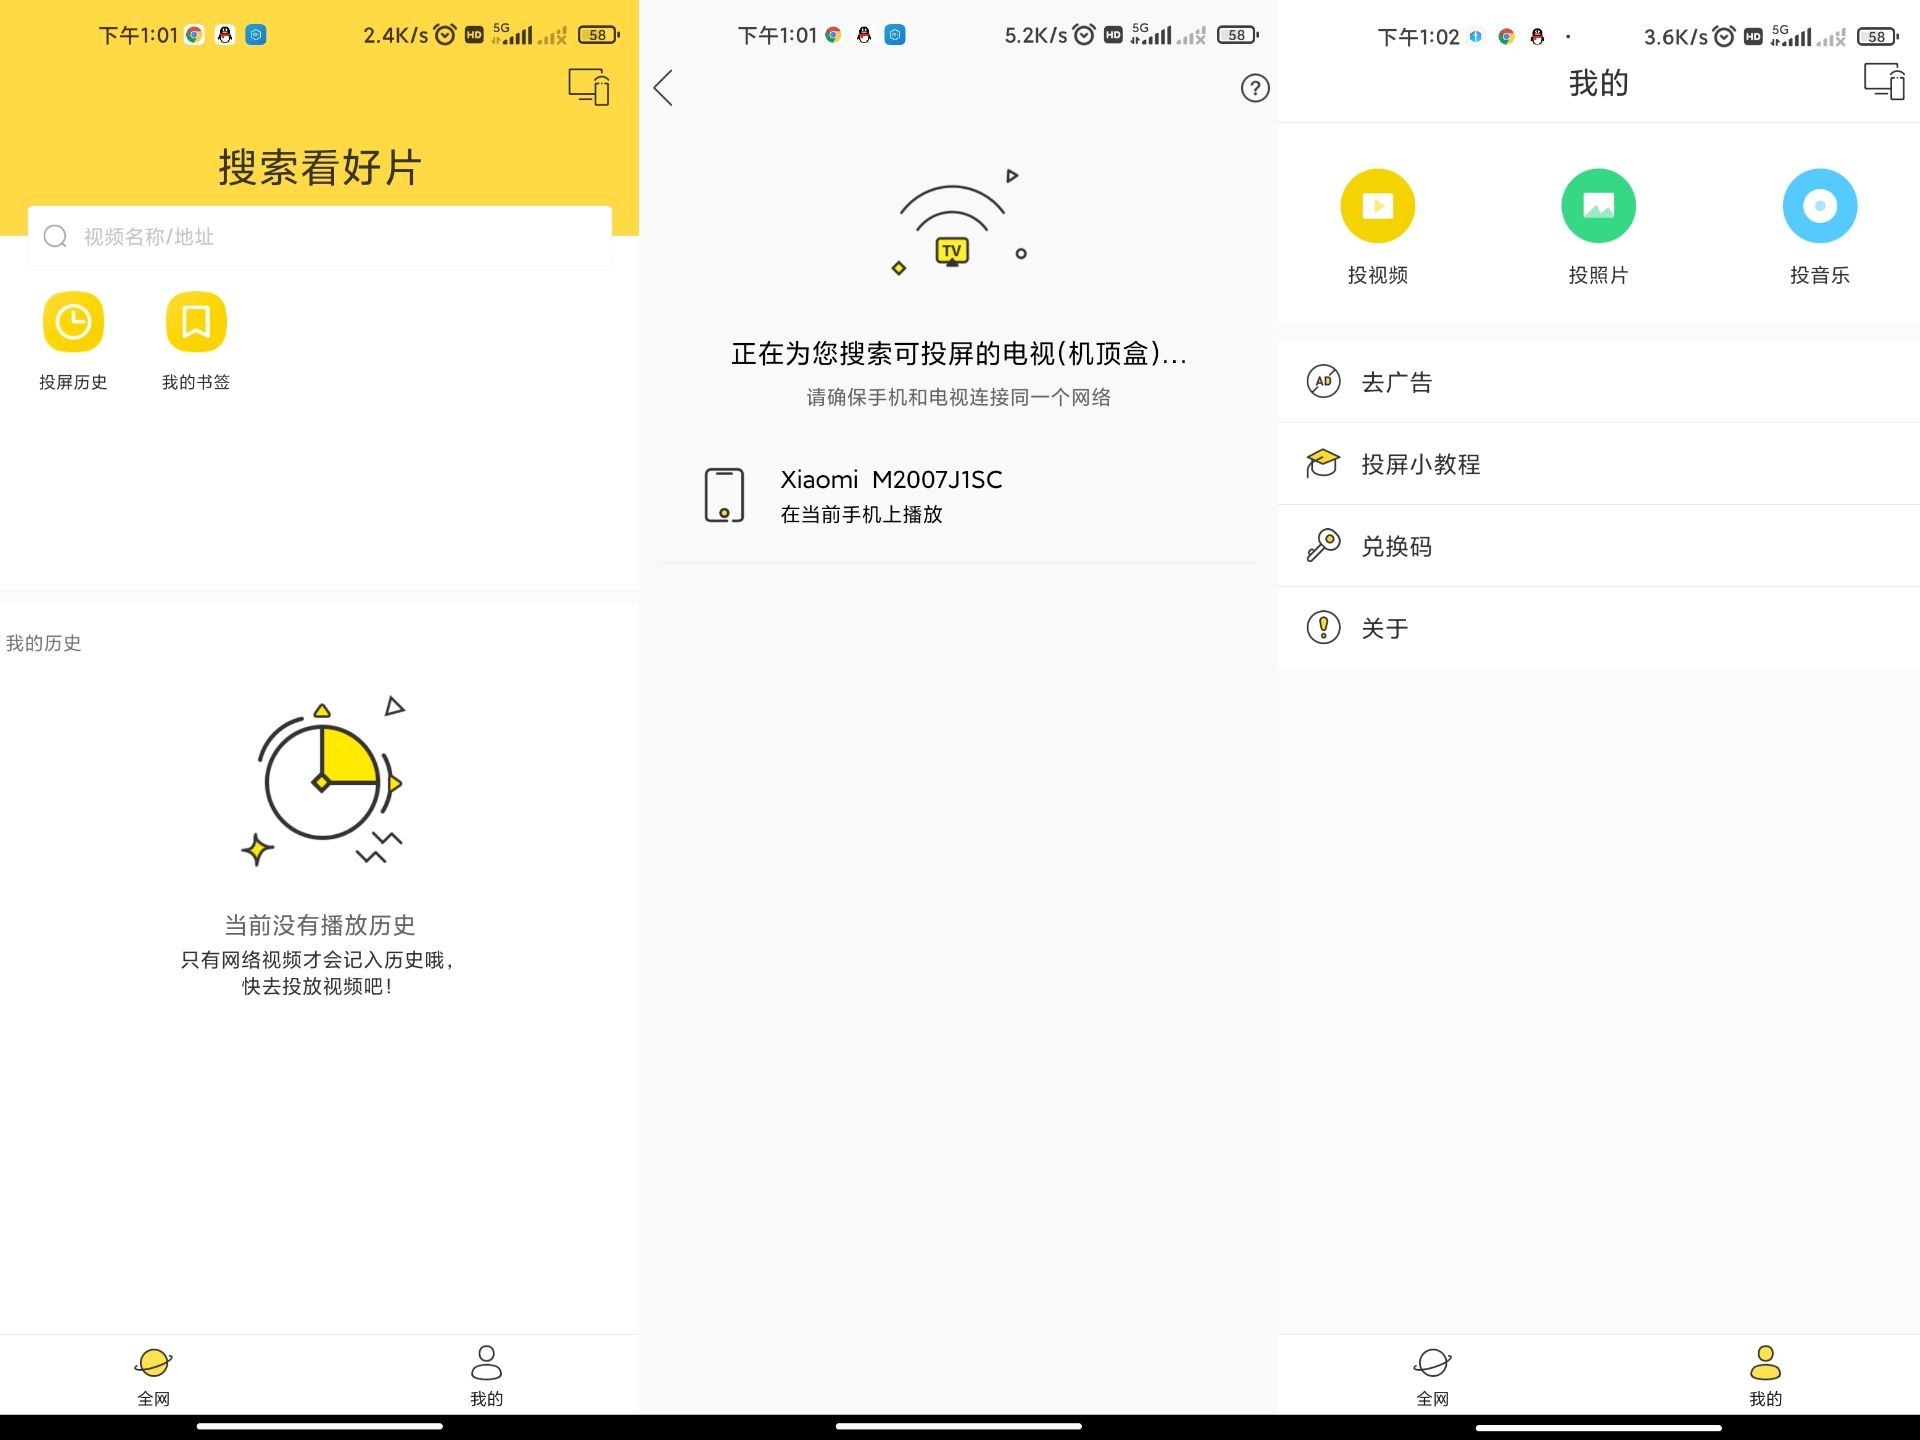 下午1:01
2.4K/s
HD
5G
58
搜索看好片
视频名称/地址
投屏历史
我的书签
我的历史
当前没有播放历史
只有网络视频才会记入历史哦,
快去投放视频吧!
全网
我的
下午1:01
5.2K/s
HD
5G
58
?
TV
正在为您搜索可投屏的电视(机顶盒)...
请确保手机和电视连接同一个网络
Xiaomi M2007J1SC
在当前手机上播放
下午1:02
3.6K/s
HD
5G
58
我的
投视频
投照片
投音乐
AD
去广告
投屏小教程
兑换码
关于
全网
我的